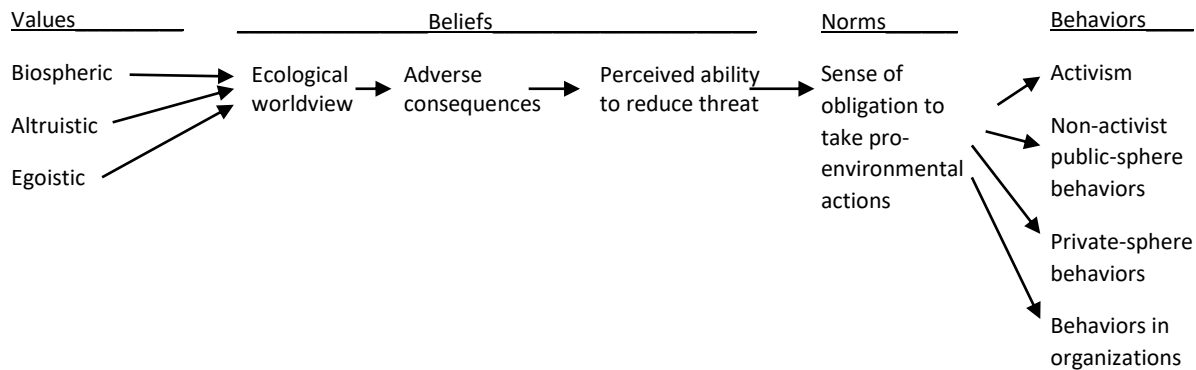 Values
Beliefs
Norms
Behaviors
Biospheric
Altruistic
Egoistic
Ecological
worldview
Adverse
consequences
Perceived ability
to reduce threat
Sense of
obligation to
take pro-
environmental
actions
Activism
Non-activist
public-sphere
behaviors
Private-sphere
behaviors
Behaviors in
organizations